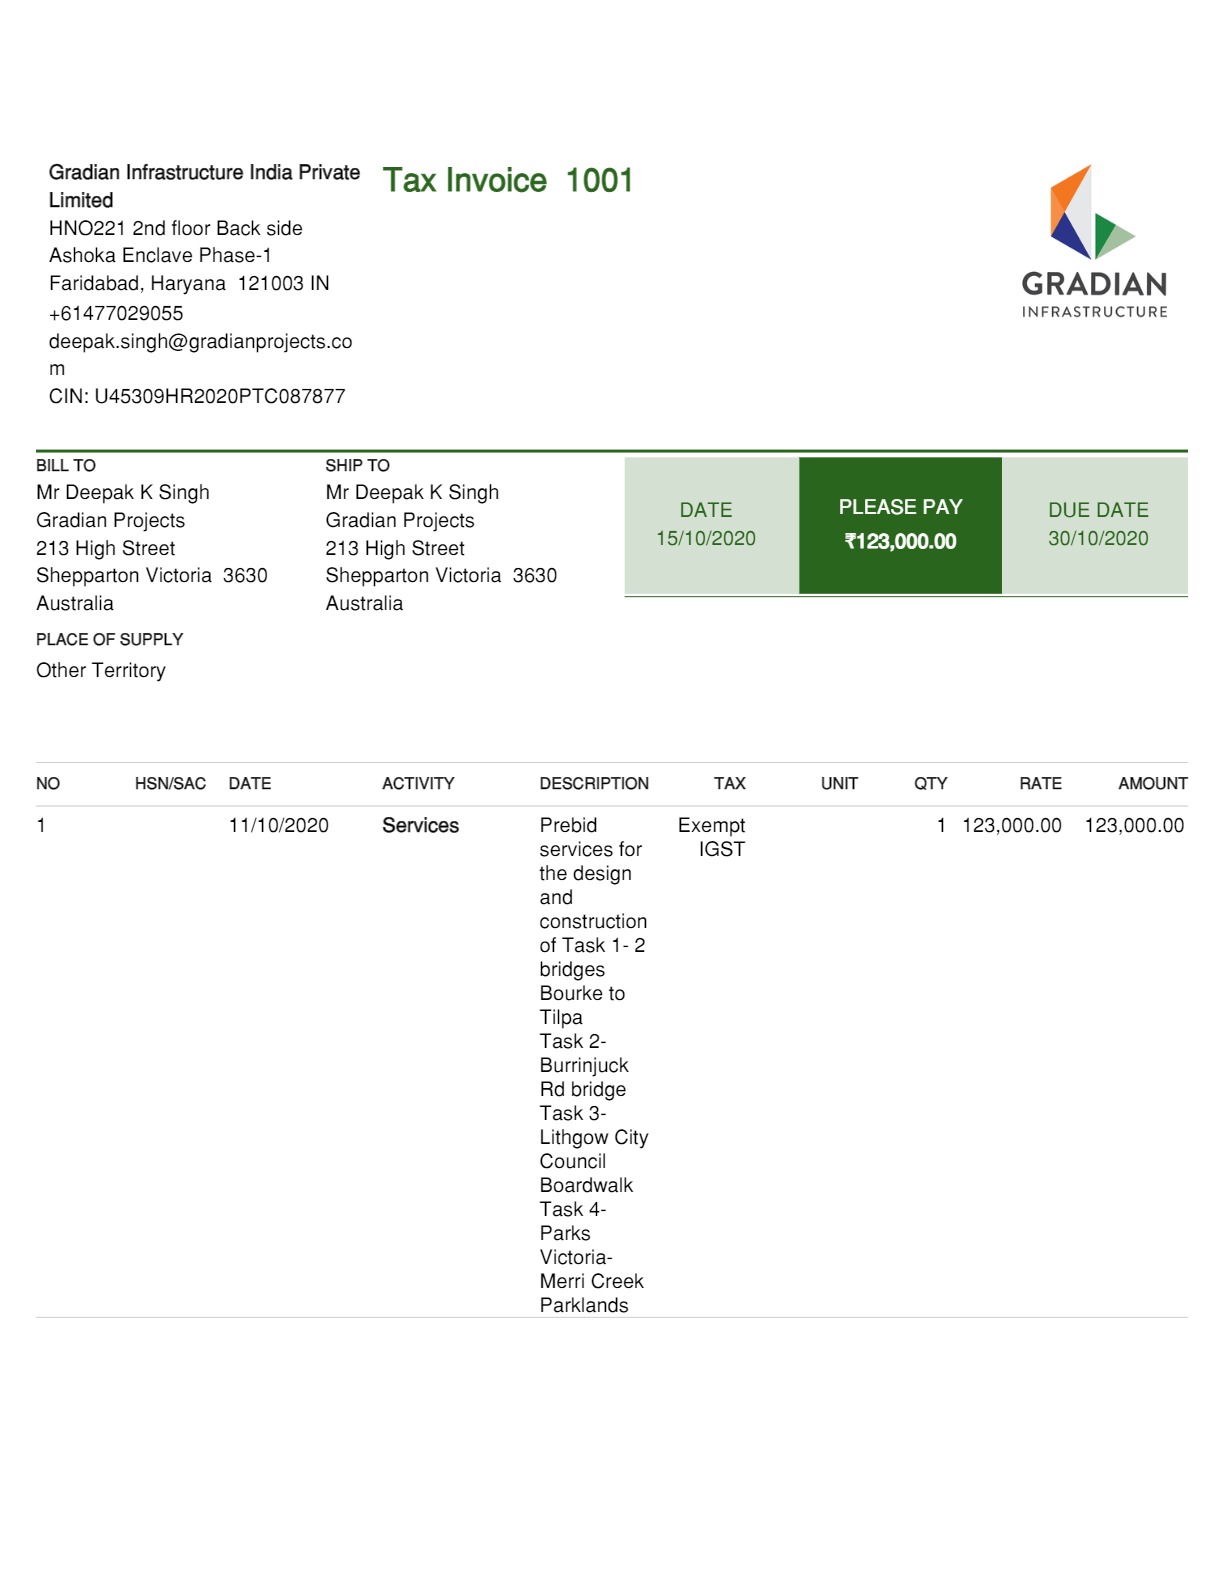 Gradian Infrastructure India Private
Limited
HNO221 2nd floor Back side
Ashoka Enclave Phase-1
Faridabad, Haryana 121003 IN
+61477029055
deepak.singh@gradianprojects.co
m
CIN: U45309HR2020PTC087877
Tax Invoice 1001
GRADIAN
INFRASTRUCTURE
BILL TO
Mr Deepak K Singh
Gradian Projects
213 High Street
Shepparton Victoria 3630
Australia
SHIP TO
Mr Deepak K Singh
Gradian Projects
213 High Street
Shepparton Victoria 3630
Australia
DATE
15/10/2020
PLEASE PAY
₹123,000.00
DUE DATE
30/10/2020
PLACE OF SUPPLY
Other Territory
NO HSN/SAC DATE ACTIVITY DESCRIPTION TAX UNIT QTY RATE AMOUNT
1 11/10/2020 Services Prebid Exempt 1 123,000.00 123,000.00
services for IGST
the design
and
construction
of Task 1- 2
bridges
Bourke to
Tilpa
Task 2-
Burrinjuck
Rd bridge
Task 3-
Lithgow City
Council
Boardwalk
Task 4-
Parks
Victoria-
Merri Creek
Parklands